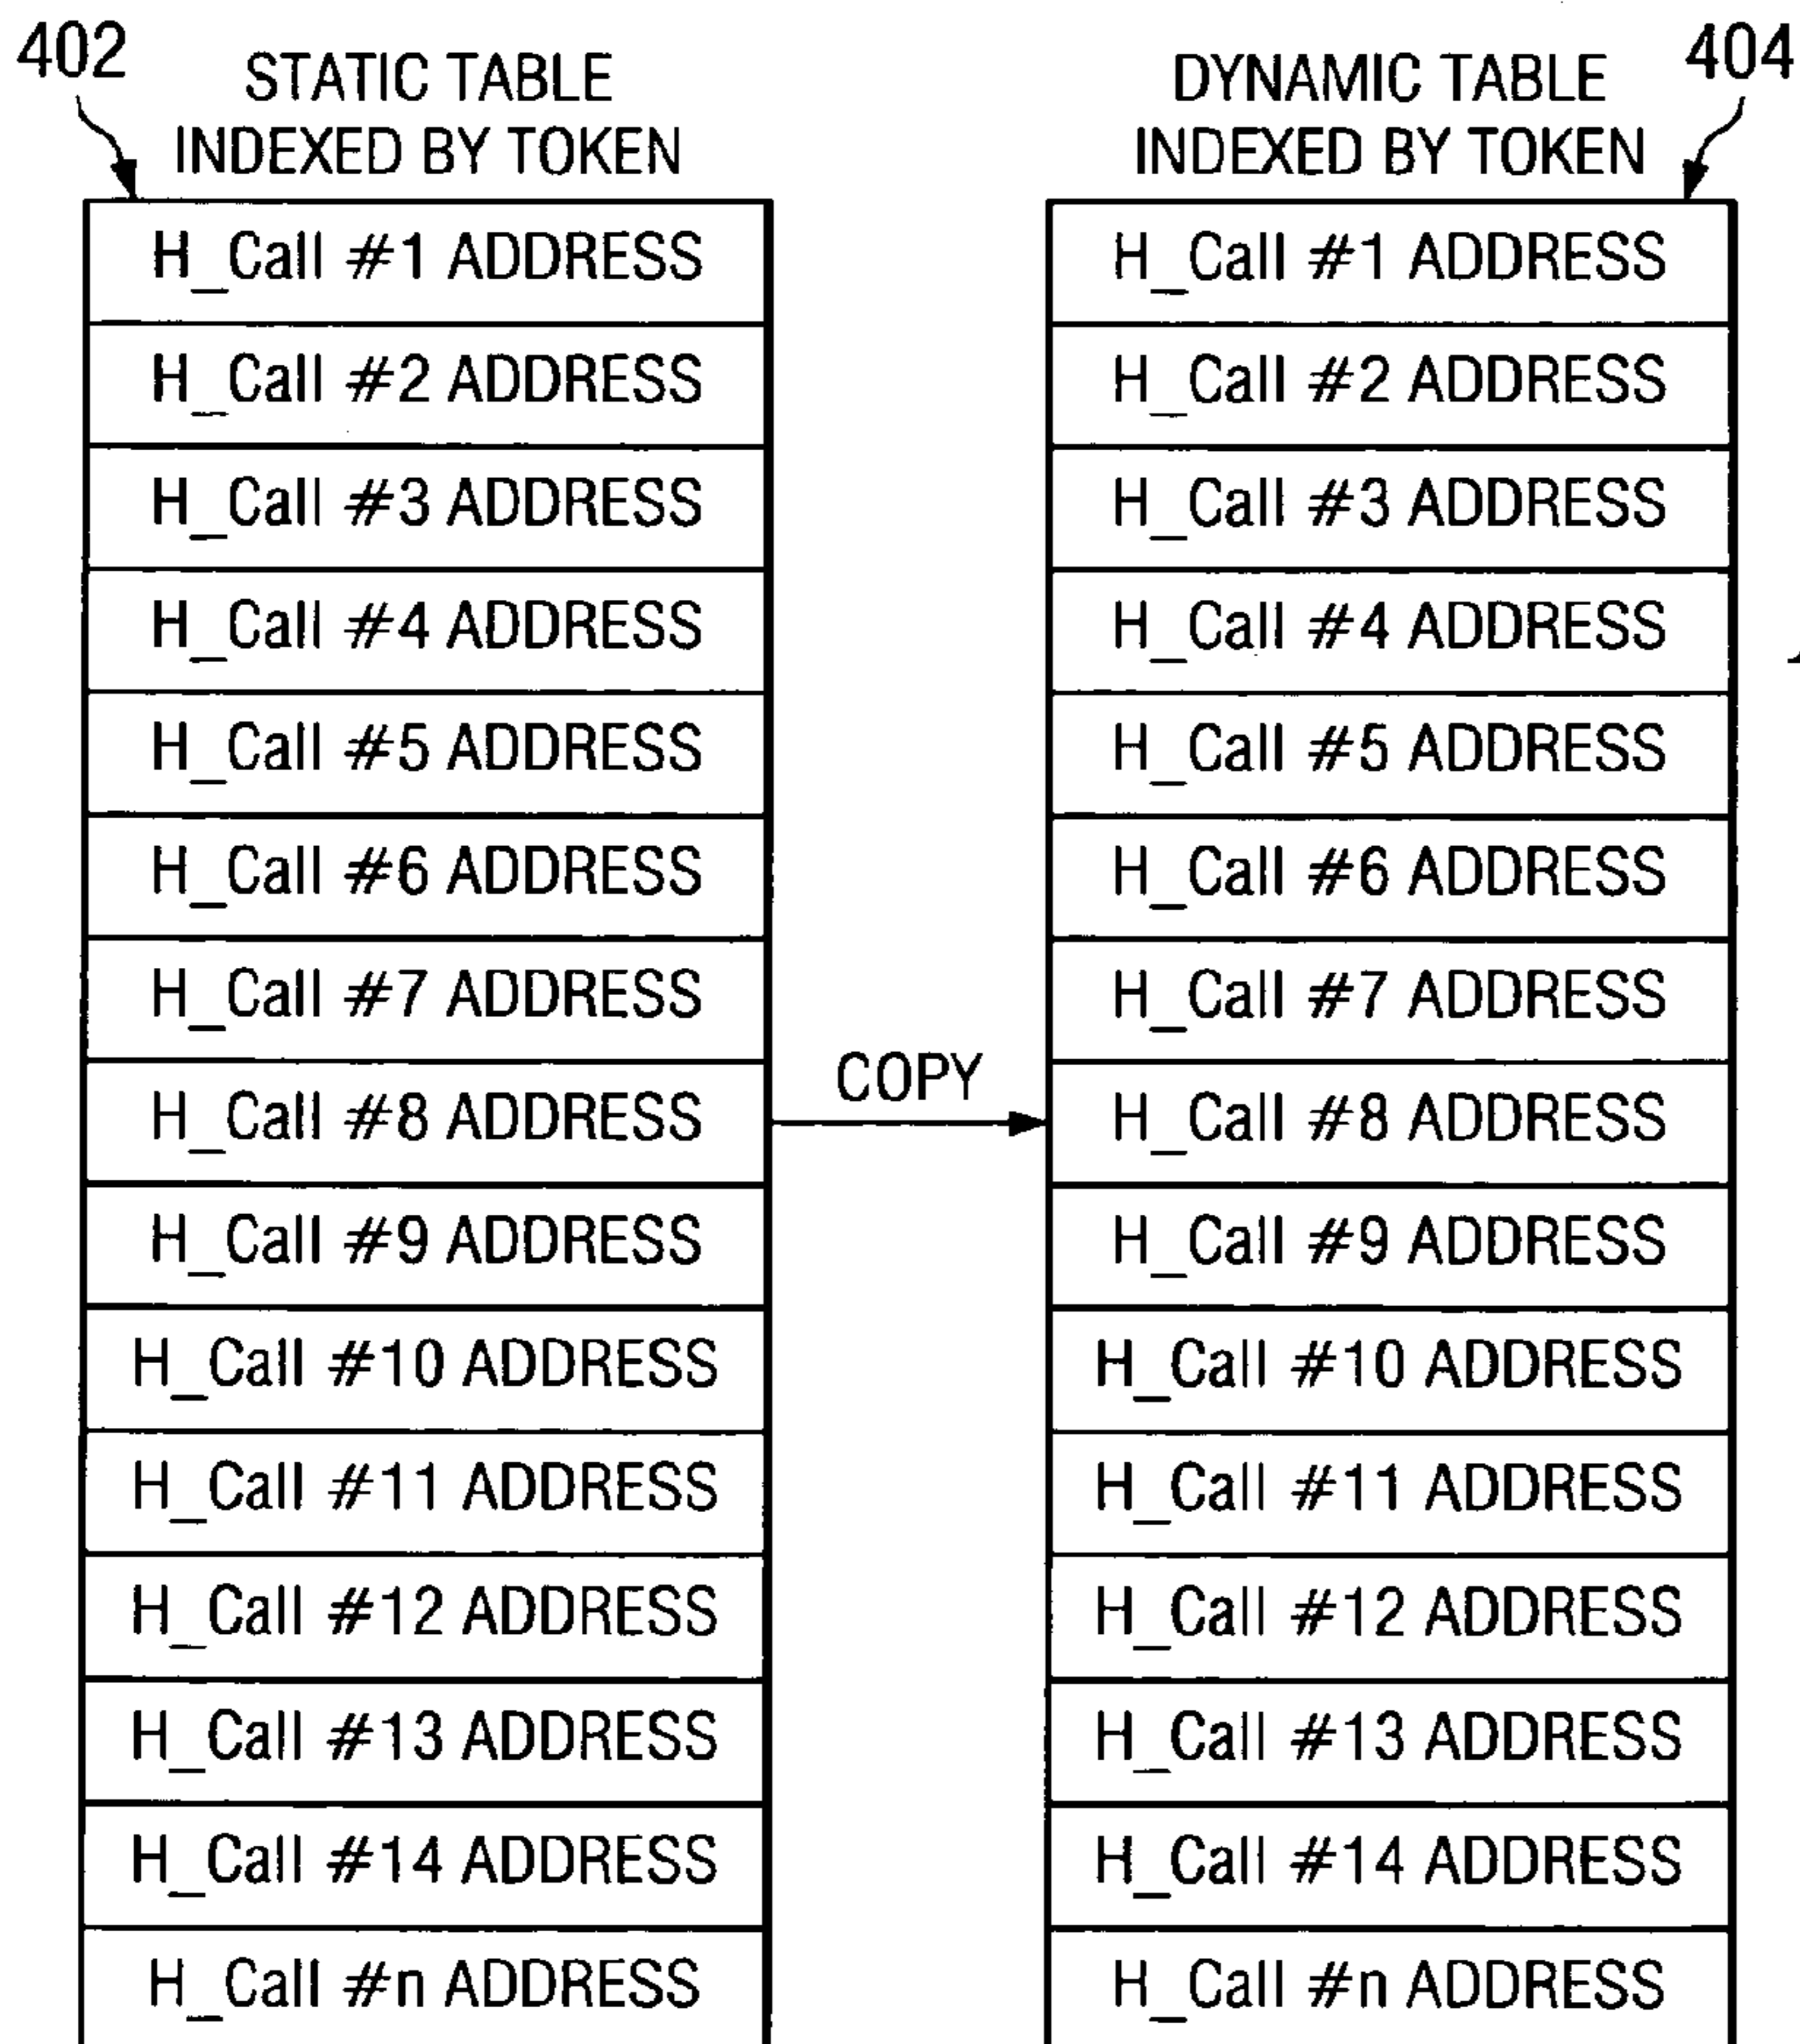 402
STATIC TABLE
INDEXED BY TOKEN
H_Call #1 ADDRESS
H_Call #2 ADDRESS
H_Call #3 ADDRESS
H_Call #4 ADDRESS
H_Call #5 ADDRESS
H_Call #6 ADDRESS
H_Call #7 ADDRESS
H_Call #8 ADDRESS
H_Call #9 ADDRESS
H_Call #10 ADDRESS
H_Call #11 ADDRESS
H_Call #12 ADDRESS
H_Call #13 ADDRESS
H_Call #14 ADDRESS
H_Call #n ADDRESS
COPY
404
DYNAMIC TABLE
INDEXED BY TOKEN
H_Call #1 ADDRESS
H_Call #2 ADDRESS
H_Call #3 ADDRESS
H_Call #4 ADDRESS
H_Call #5 ADDRESS
H_Call #6 ADDRESS
H_Call #7 ADDRESS
H_Call #8 ADDRESS
H_Call #9 ADDRESS
H_Call #10 ADDRESS
H_Call #11 ADDRESS
H_Call #12 ADDRESS
H_Call #13 ADDRESS
H_Call #14 ADDRESS
H_Call #n ADDRESS